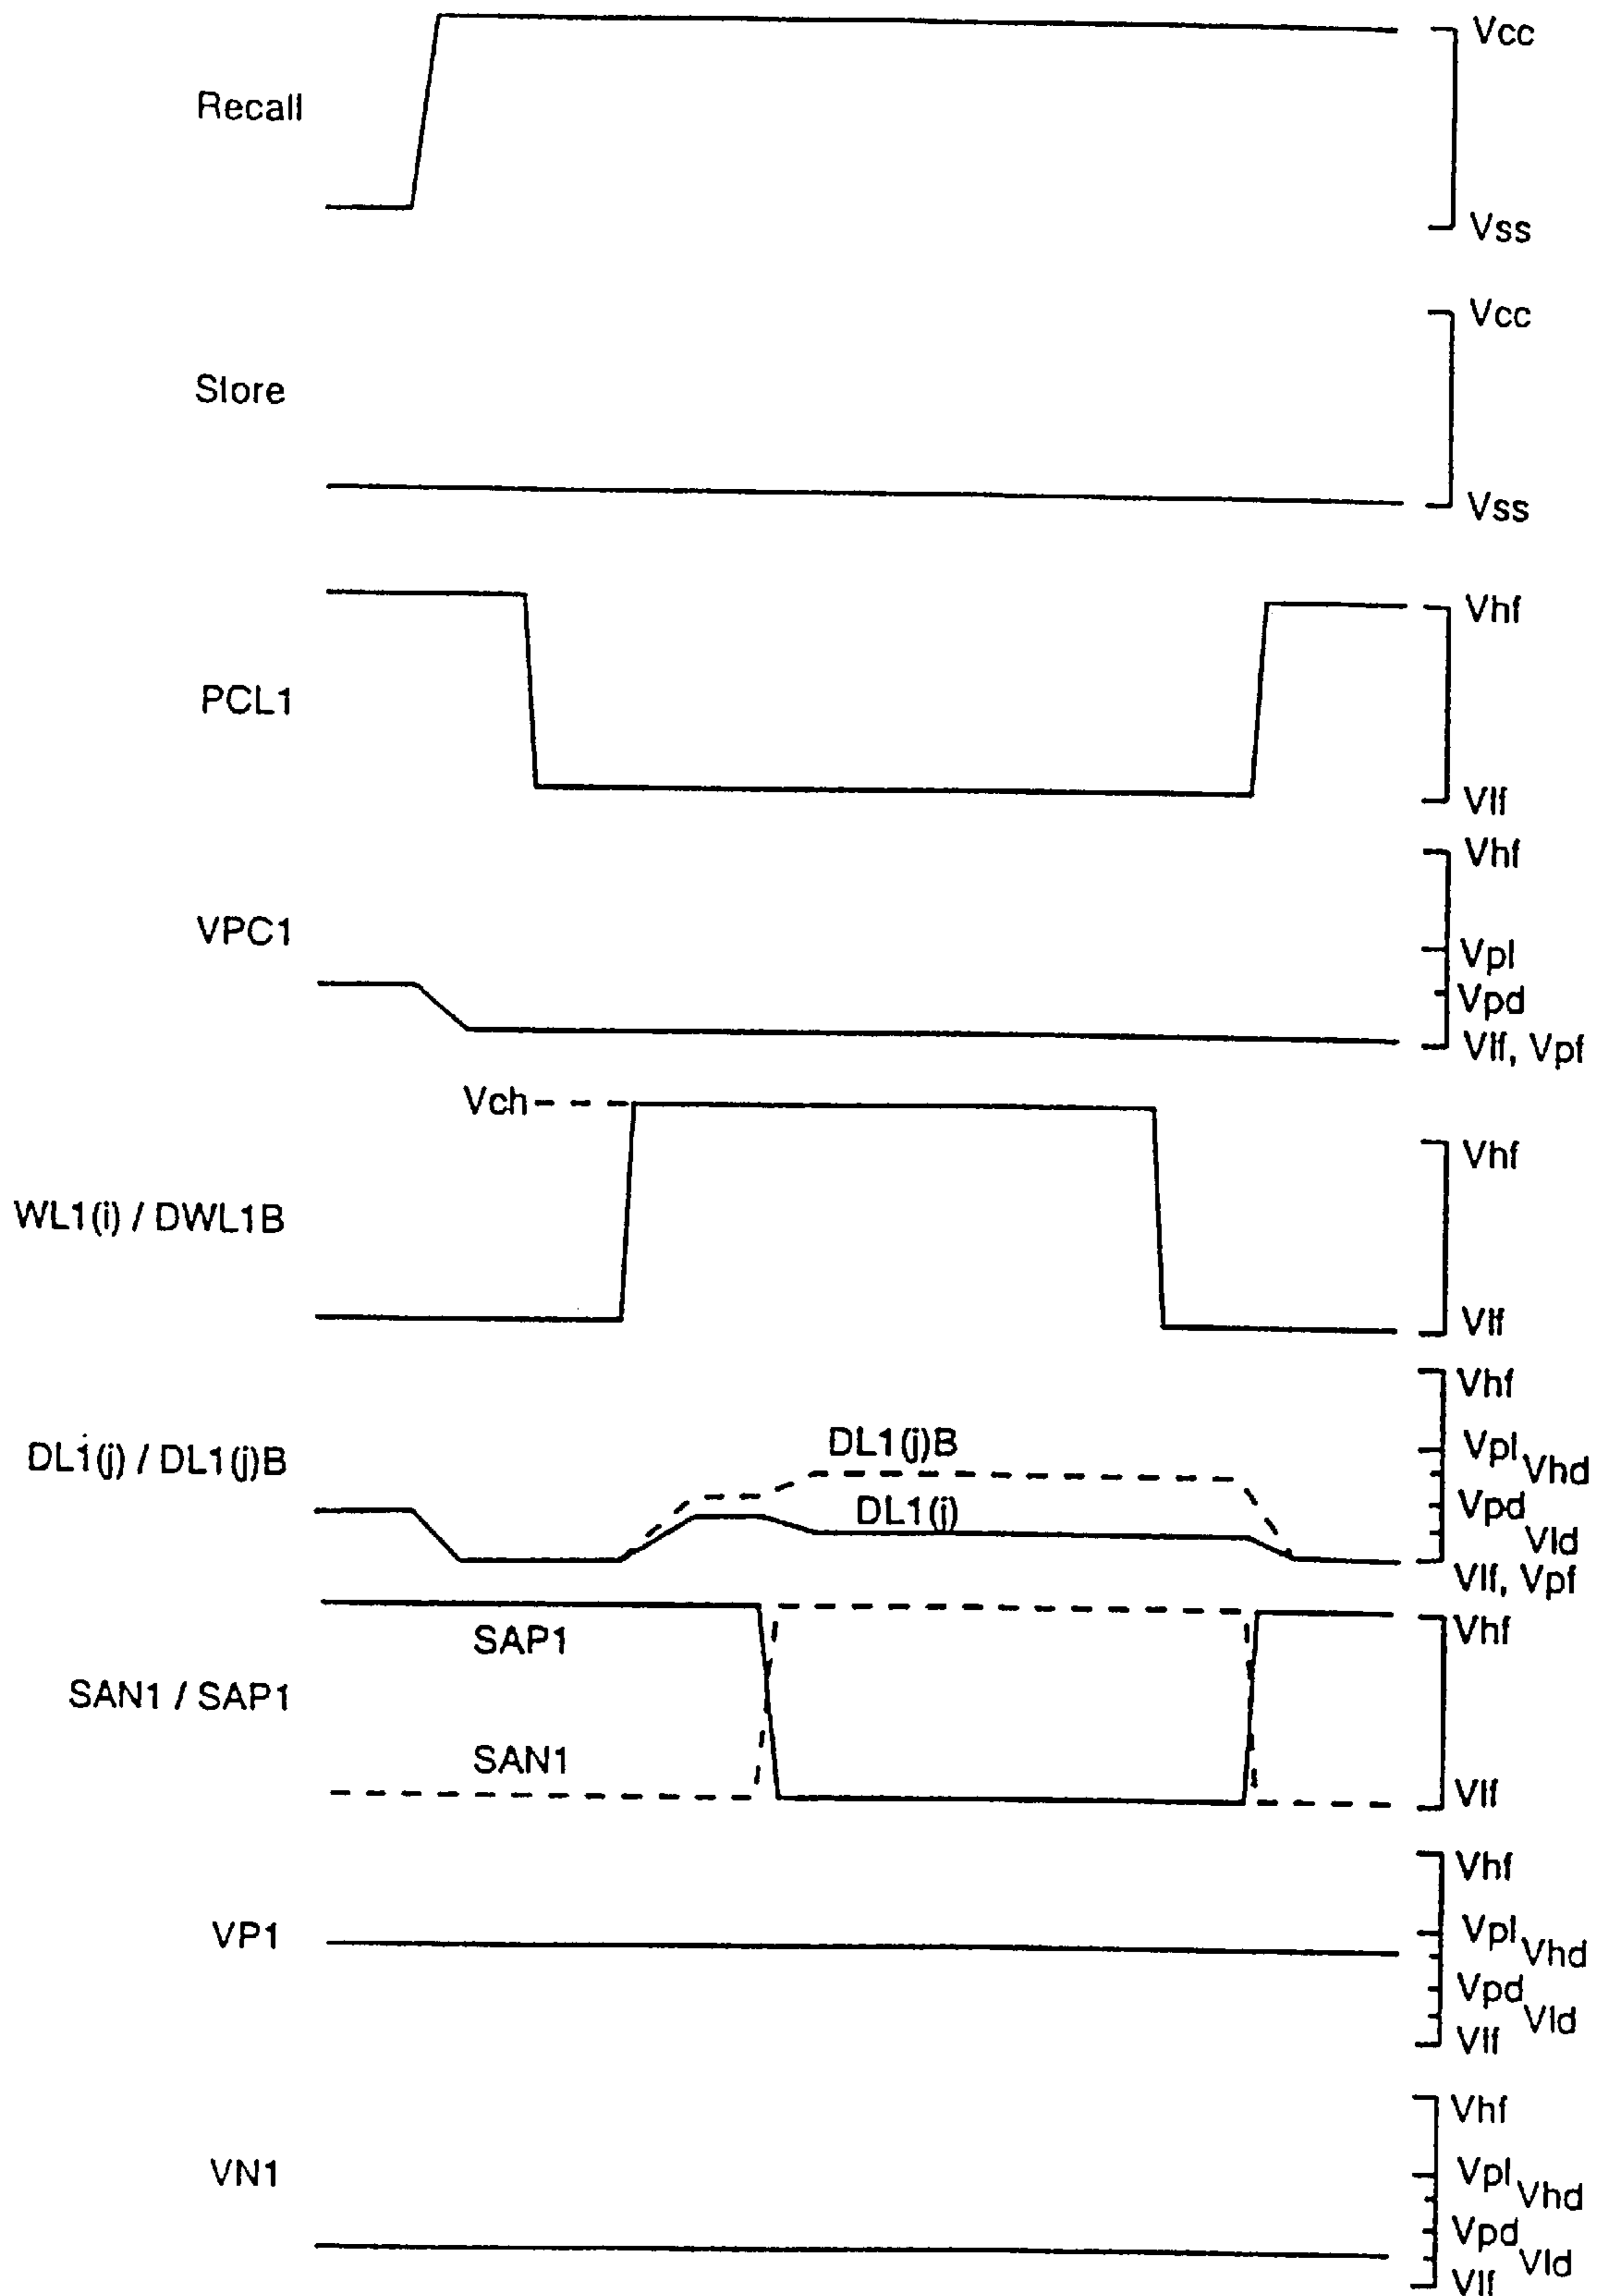 Recall
Vcc
Vss
Store
Vcc
Vss
PCL1
Vhf
Vlf
VPC1
Vhf
Vpl
Vpd
Vlf, Vpf
Vch
WL1(i) / DWL1B
Vhf
Vlf
DL1(j) / DL1(j)B
DL1(j)B
DL1(j)
Vhf
Vpl
Vhd
Vpd
Vld
Vlf, Vpf
SAN1 / SAP1
SAP1
SAN1
Vhf
Vlf
VP1
Vhf
Vpl
Vhd
Vpd
Vld
Vlf
VN1
Vhf
Vpl
Vhd
Vpd
Vld
Vlf